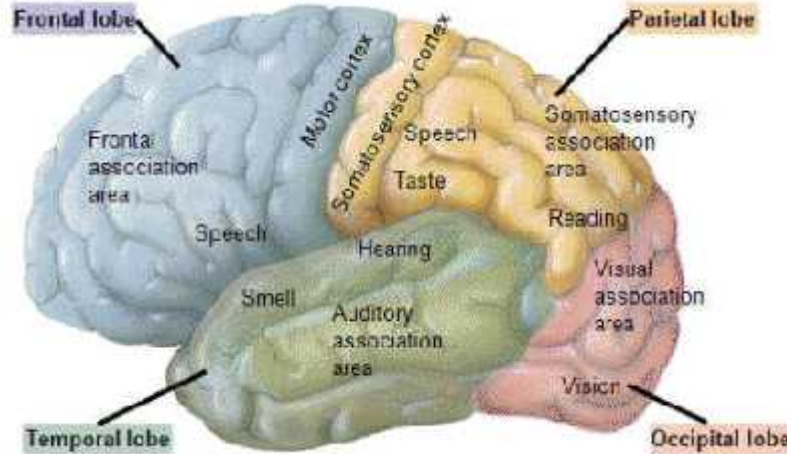 Frontal lobe
Parietal lobe
Motor cortex
Somatosensory cortex
Frontal
association
area
Speech
Speech
Taste
Somatosensory
association
area
Reading
Hearing
Smell
Auditory
association
area
Visual
association
area
Vision
Temporal lobe
Occipital lobe